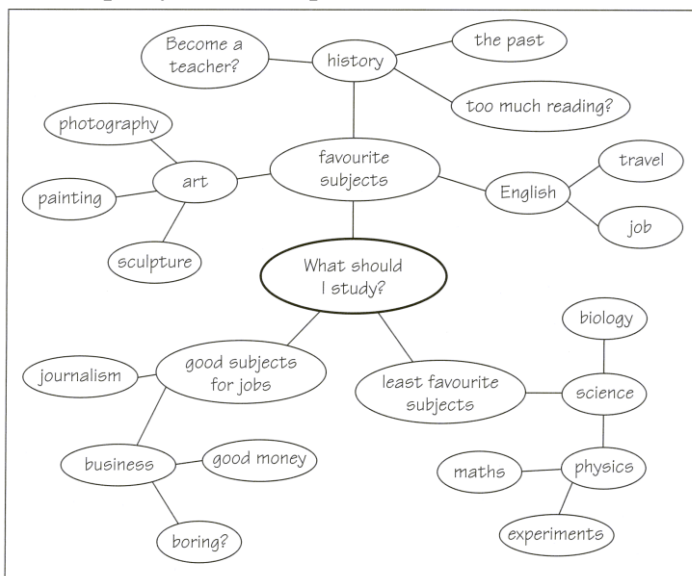 Become a
teacher?
history
the past
too much reading?
photography
art
painting
sculpture
favourite
subjects
English
travel
job
What should
I study?
journalism
good subjects
for jobs
business
good money
boring?
least favourite
subjects
biology
science
maths
physics
experiments